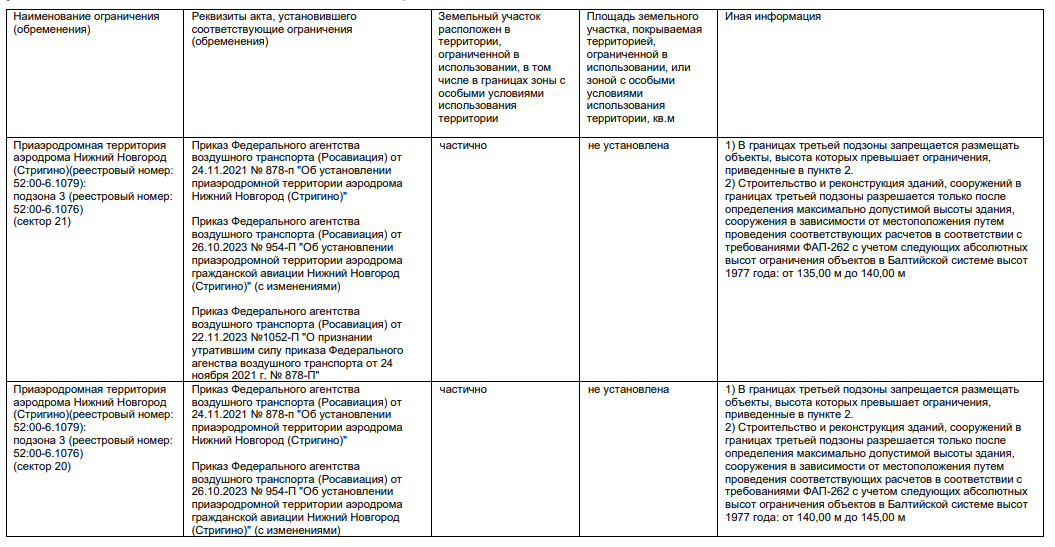 Наименование ограничения
(обременения)
Реквизиты акта, установившего
соответствующие ограничения
(обременения)
Земельный участок
расположен в
территории,
ограниченной в
использовании, в том
числе в границах зоны с
особыми условиями
использования
территории
Площадь земельного
участка, покрываемая
территорией,
ограниченной в
использовании, или
зоной с особыми
условиями
использования
территории, кв.м
Иная информация
Приаэродромная территория
аэродрома Нижний Новгород
(Стригино)(реестровый номер:
52:00-6.1079):
подзона 3 (реестровый номер:
52:00-6.1076)
(сектор 21)
Приказ Федерального агентства
воздушного транспорта (Росавиация) от
24.11.2021 № 878-п "Об установлении
приаэродромной территории аэродрома
Нижний Новгород (Стригино)"
Приказ Федерального агентства
воздушного транспорта (Росавиация) от
26.10.2023 № 954-П "Об установлении
приаэродромной территории аэродрома
гражданской авиации Нижний Новгород
(Стригино)" (с изменениями)
Приказ Федерального агентства
воздушного транспорта (Росавиация) от
22.11.2023 №1052-П "О признании
утратившим силу приказа Федерального
агенства воздушного транспорта от 24
ноября 2021 г. № 878-П"
частично
не установлена
1) В границах третьей подзоны запрещается размещать
объекты, высота которых превышает ограничения,
приведенные в пункте 2.
2) Строительство и реконструкция зданий, сооружений в
границах третьей подзоны разрешается только после
определения максимально допустимой высоты здания,
сооружения в зависимости от местоположения путем
проведения соответствующих расчетов в соответствии с
требованиями ФАП-262 с учетом следующих абсолютных
высот ограничения объектов в Балтийской системе высот
1977 года: от 135,00 м до 140,00 м
Приаэродромная территория
аэродрома Нижний Новгород
(Стригино)(реестровый номер:
52:00-6.1079):
подзона 3 (реестровый номер:
52:00-6.1076)
(сектор 20)
Приказ Федерального агентства
воздушного транспорта (Росавиация) от
24.11.2021 № 878-п "Об установлении
приаэродромной территории аэродрома
Нижний Новгород (Стригино)"
Приказ Федерального агентства
воздушного транспорта (Росавиация) от
26.10.2023 № 954-П "Об установлении
приаэродромной территории аэродрома
гражданской авиации Нижний Новгород
(Стригино)" (с изменениями)
частично
не установлена
1) В границах третьей подзоны запрещается размещать
объекты, высота которых превышает ограничения,
приведенные в пункте 2.
2) Строительство и реконструкция зданий, сооружений в
границах третьей подзоны разрешается только после
определения максимально допустимой высоты здания,
сооружения в зависимости от местоположения путем
проведения соответствующих расчетов в соответствии с
требованиями ФАП-262 с учетом следующих абсолютных
высот ограничения объектов в Балтийской системе высот
1977 года: от 140,00 м до 145,00 м